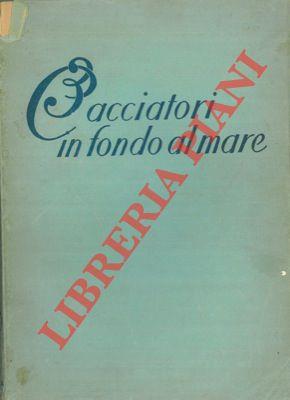 Cacciatori
in fondo al mare
LIBRERIA PIANI